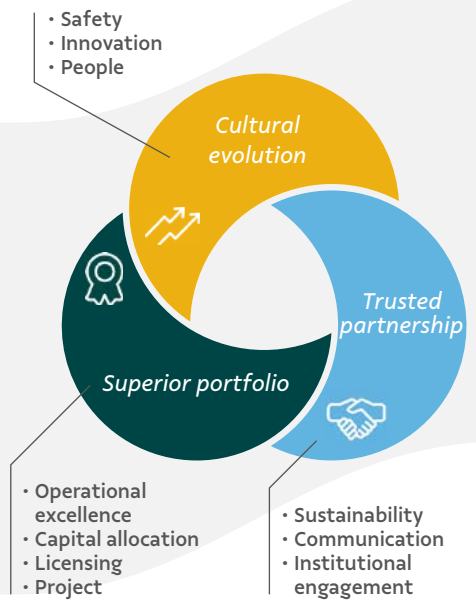 • Safety
• Innovation
• People
Cultural
evolution
Trusted
partnership
Superior portfolio
• Operational
excellence
• Capital allocation
• Licensing
• Project
• Sustainability
• Communication
• Institutional
engagement